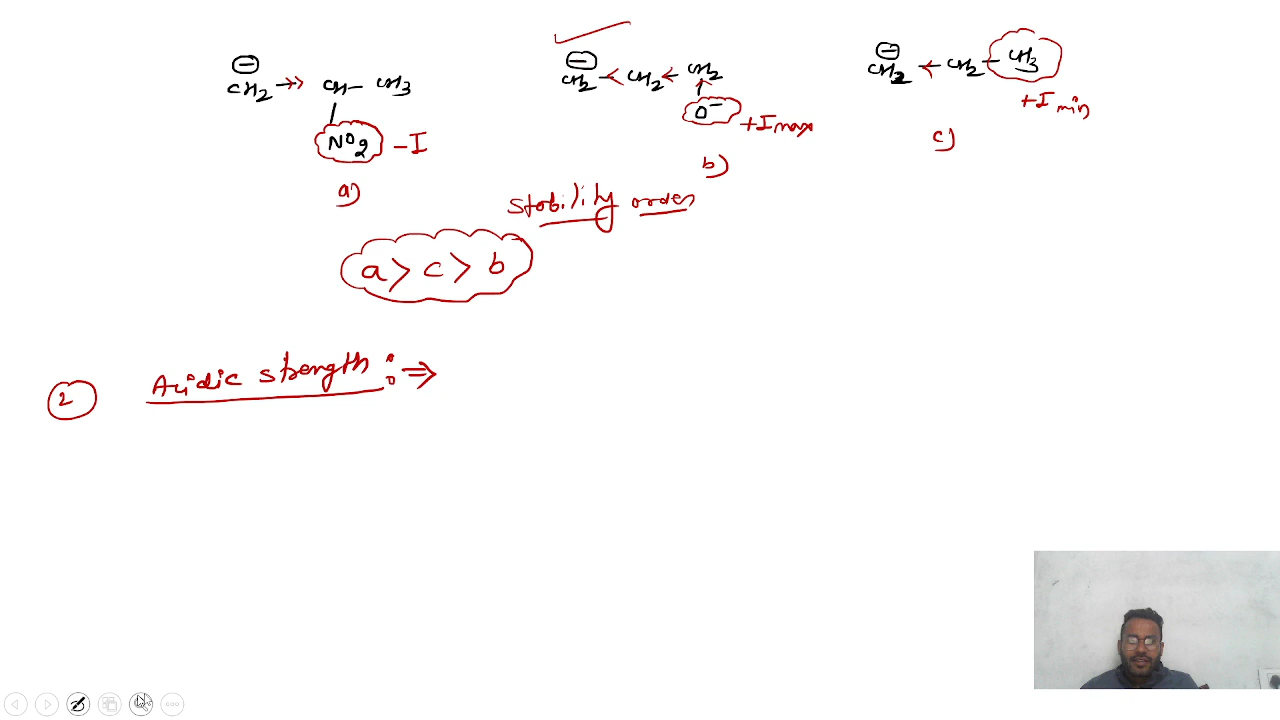 ⊖CH2 →» CH – CH3
NO2 – I
a)
⊖CH2 ← CH2 ← CH2
O⁻ +I max
b)
⊖CH2 ← CH2 – CH3
+I min
c)
Stability order
a > c > b
2 Acidic strength :⇒